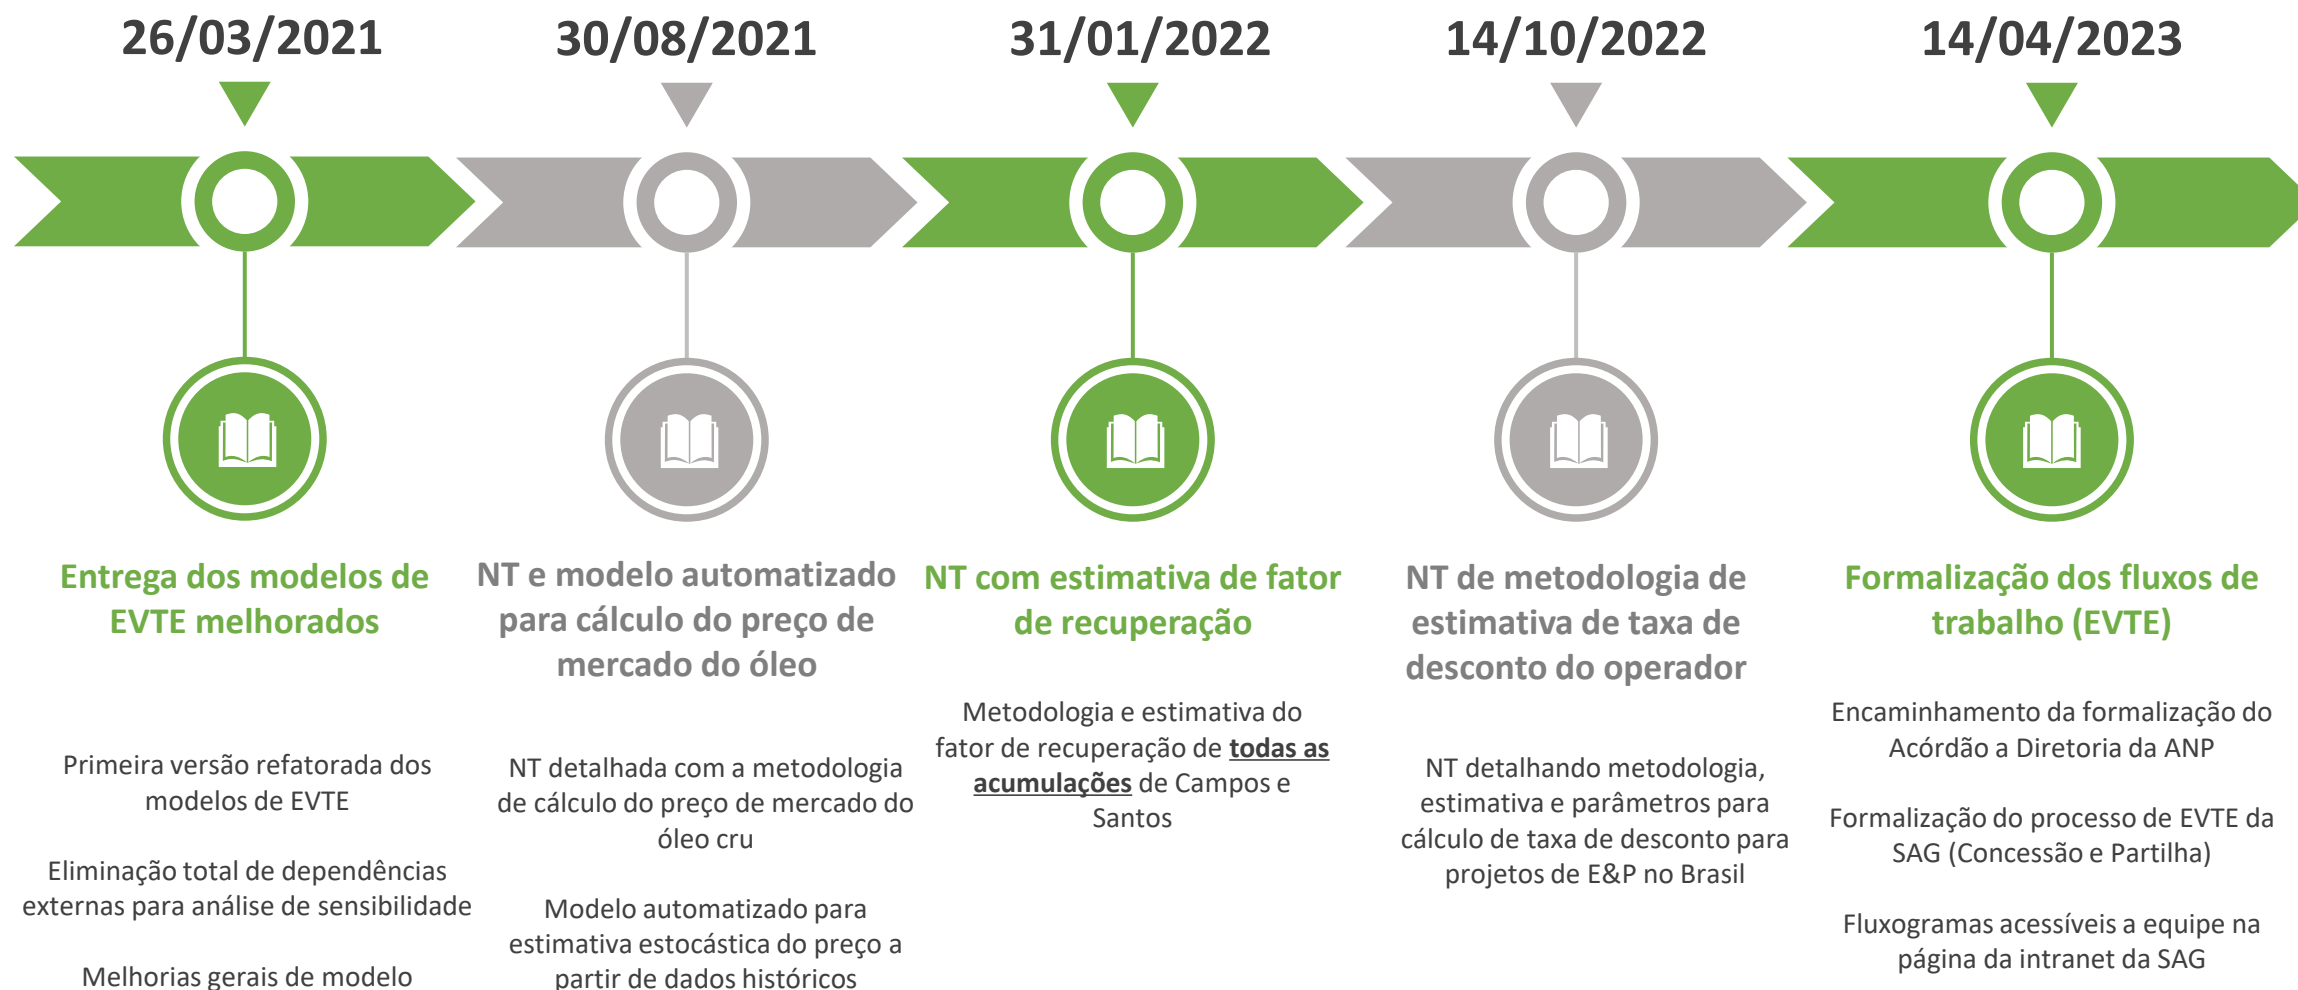 26/03/2021
30/08/2021
31/01/2022
14/10/2022
14/04/2023
Entrega dos modelos de
EVTE melhorados
Primeira versão refatorada dos
modelos de EVTE
Eliminação total de dependências
externas para análise de sensibilidade
Melhorias gerais de modelo
NT e modelo automatizado
para cálculo do preço de
mercado do óleo
NT detalhada com a metodologia
de cálculo do preço de mercado do
óleo cru
Modelo automatizado para
estimativa estocástica do preço a
partir de dados históricos
NT com estimativa de fator
de recuperação
Metodologia e estimativa do
fator de recuperação de todas as
acumulações de Campos e
Santos
NT de metodologia de
estimativa de taxa de
desconto do operador
NT detalhando metodologia,
estimativa e parâmetros para
cálculo de taxa de desconto para
projetos de E&P no Brasil
Formalização dos fluxos de
trabalho (EVTE)
Encaminhamento da formalização do
Acórdão a Diretoria da ANP
Formalização do processo de EVTE da
SAG (Concessão e Partilha)
Fluxogramas acessíveis a equipe na
página da intranet da SAG